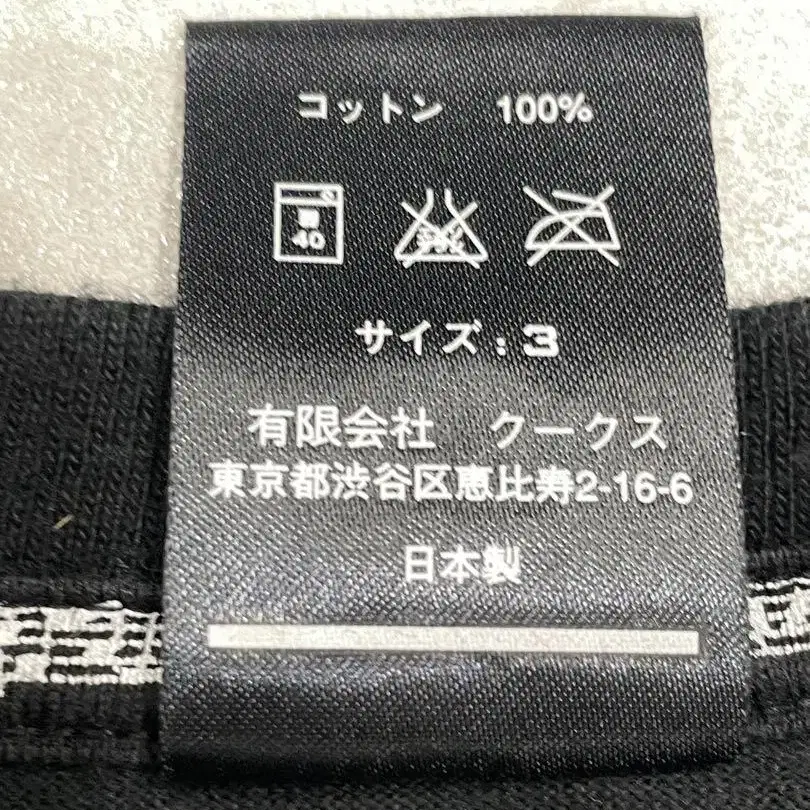 コットン 100%
40
サイズ：3
有限会社 クークス
東京都渋谷区恵比寿2-16-6
日本製